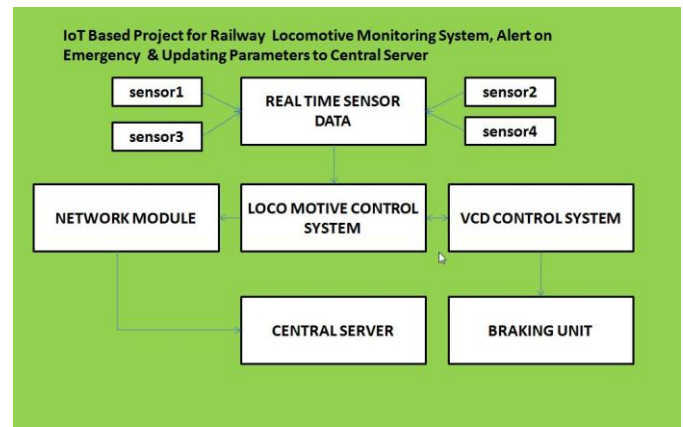 IoT Based Project for Railway Locomotive Monitoring System, Alert on
Emergency & Updating Parameters to Central Server
sensor1
REAL TIME SENSOR
DATA
sensor2
sensor3
sensor4
NETWORK MODULE
LOCO MOTIVE CONTROL
SYSTEM
VCD CONTROL SYSTEM
CENTRAL SERVER
BRAKING UNIT